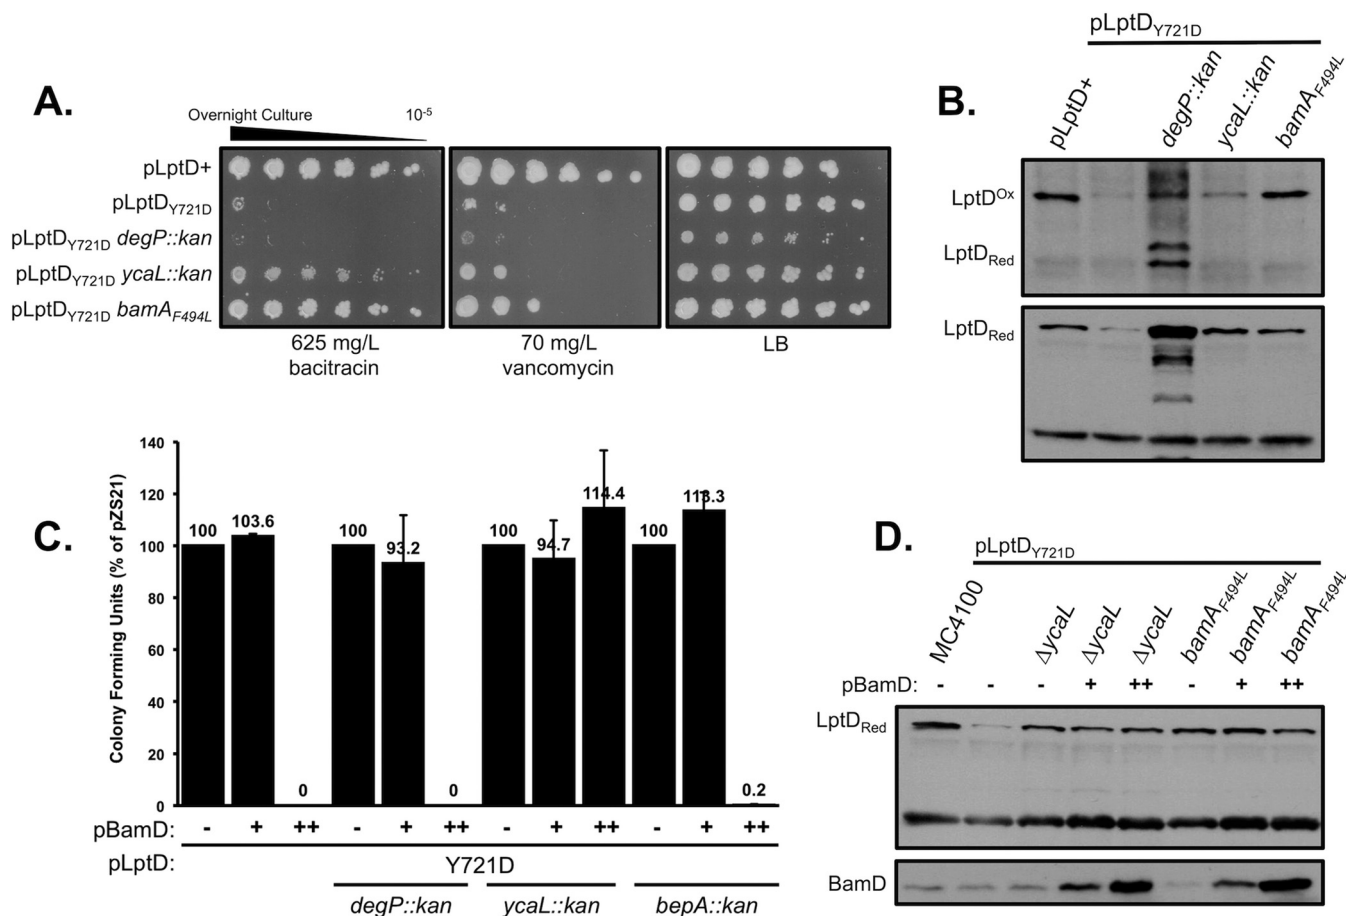 A.
Overnight Culture 10-5
pLptD+
pLptDY721D
pLptDY721D degP::kan
pLptDY721D ycaL::kan
pLptDY721D bamAF494L
625 mg/L bacitracin
70 mg/L vancomycin
LB
B.
pLptDY721D
pLptD+
degP::kan
ycaL::kan
bamAF494L
LptDOx
LptDRed
LptDRed
C.
Colony Forming Units (% of pZS21)
140
120
100
80
60
40
20
0
100 103.6 0 100 93.2 0 100 94.7 114.4 100 113.3 0.2
pBamD: - + ++ - + ++ - + ++ - + ++
pLptD: Y721D
degP::kan ycaL::kan bepA::kan
D.
pLptDY721D
MC4100 ΔycaL ΔycaL ΔycaL bamAF494L bamAF494L bamAF494L
pBamD: - - - + ++ - + ++
LptDRed
BamD